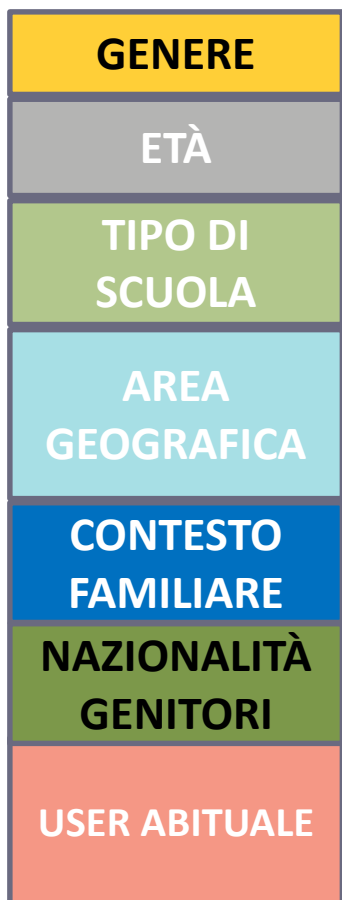 GENERE
ETÀ
TIPO DI
SCUOLA
AREA
GEOGRAFICA
CONTESTO
FAMILIARE
NAZIONALITÀ
GENITORI
USER ABITUALE